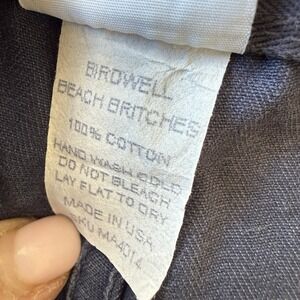 BIRDWELL
BEACH BRITCHES
100% COTTON
HAND WASH COLD
DO NOT BLEACH
LAY FLAT TO DRY
MADE IN USA
SKU MA4014